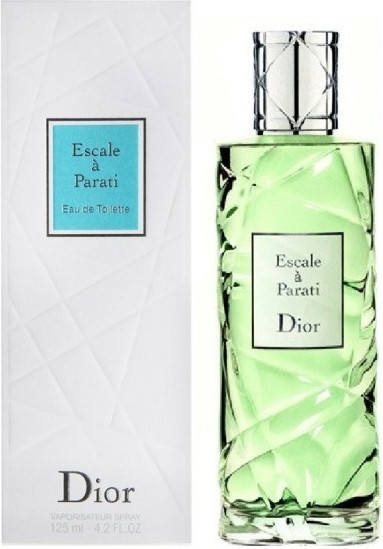 Escale
à
Parati
Eau de Toilette
Dior
VAPORISATEUR SPRAY
125 ml - 4.2 FL.OZ
Escale
à
Parati
Dior